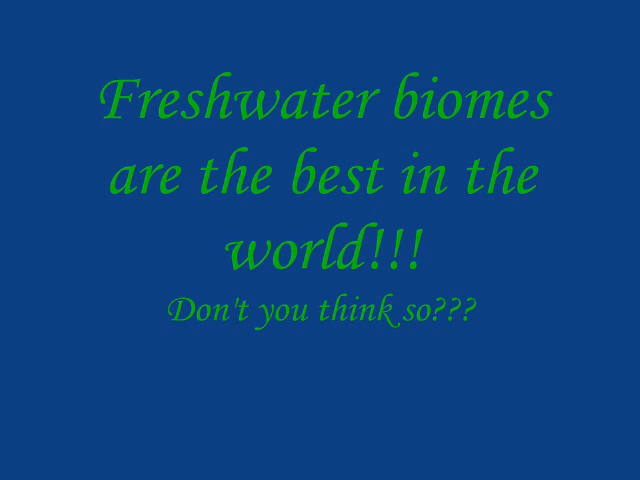 Freshwater biomes
are the best in the
world!!!
Don't you think so???